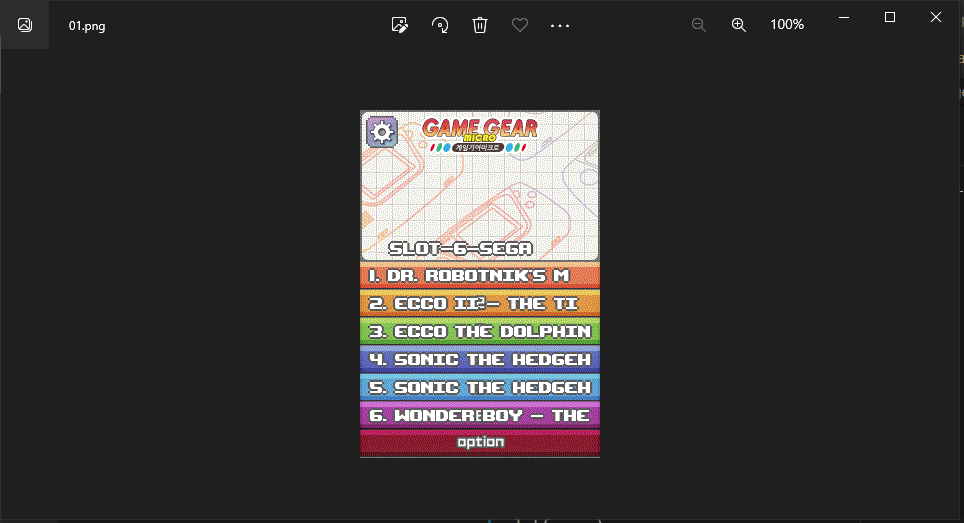 01.png
100%
GAME GEAR
MICRO
게임기어미크로
SLOT-6-SEGA
1. DR. ROBOTNIK'S M
2. ECCO II - THE TI
3. ECCO THE DOLPHIN
4. SONIC THE HEDGEH
5. SONIC THE HEDGEH
6. WONDER BOY - THE
option